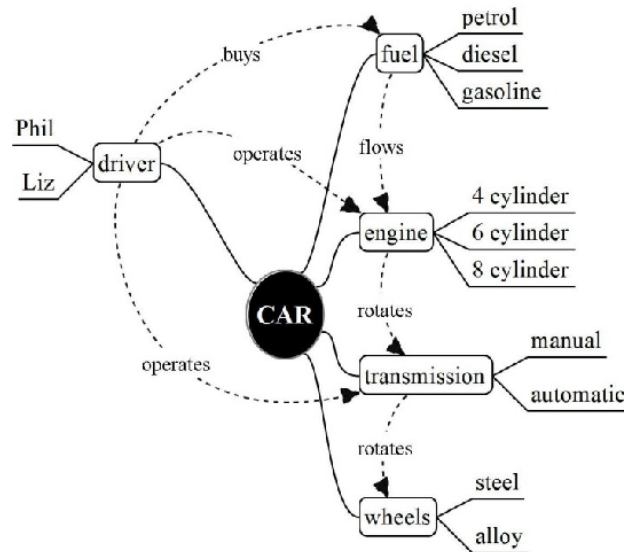 petrol
fuel
diesel
gasoline
buys
Phil
driver
Liz
operates
flows
4 cylinder
engine
6 cylinder
8 cylinder
CAR
rotates
manual
operates
transmission
automatic
rotates
steel
wheels
alloy